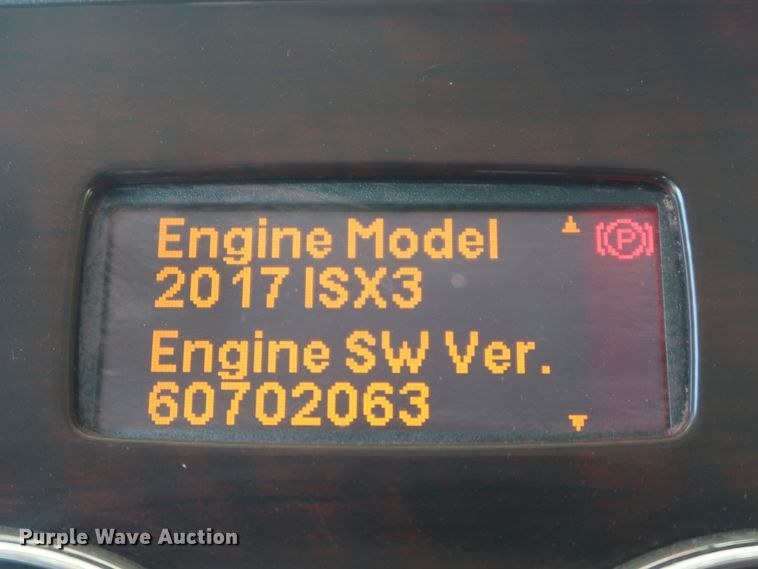 Engine Model
2017 ISX3
Engine SW Ver.
60702063
(P)
Purple Wave Auction